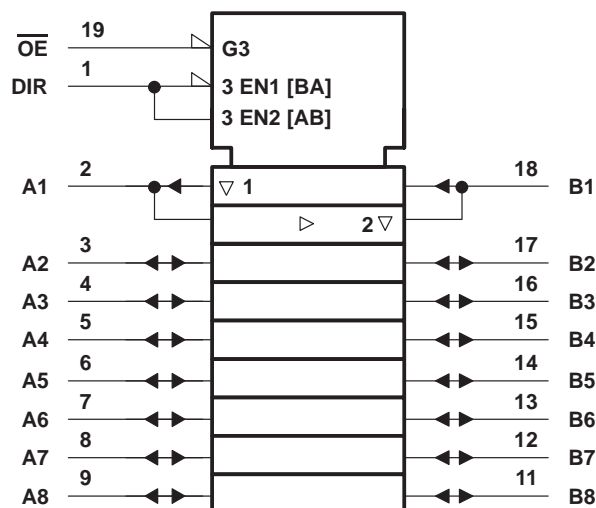 OE 19 G3
DIR 1 3 EN1 [BA]
3 EN2 [AB]
A1 2 1 18 B1
2
A2 3 17 B2
A3 4 16 B3
A4 5 15 B4
A5 6 14 B5
A6 7 13 B6
A7 8 12 B7
A8 9 11 B8